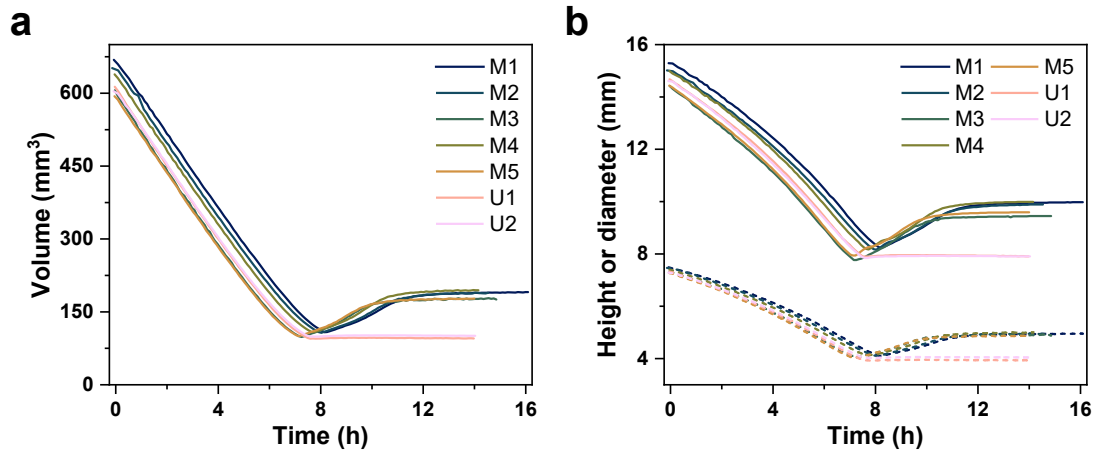 a
Volume (mm³)
600
450
300
150
0
0 4 8 12 16
Time (h)
M1
M2
M3
M4
M5
U1
U2
b
Height or diameter (mm)
16
12
8
4
0 4 8 12 16
Time (h)
M1 M5
M2 U1
M3 U2
M4